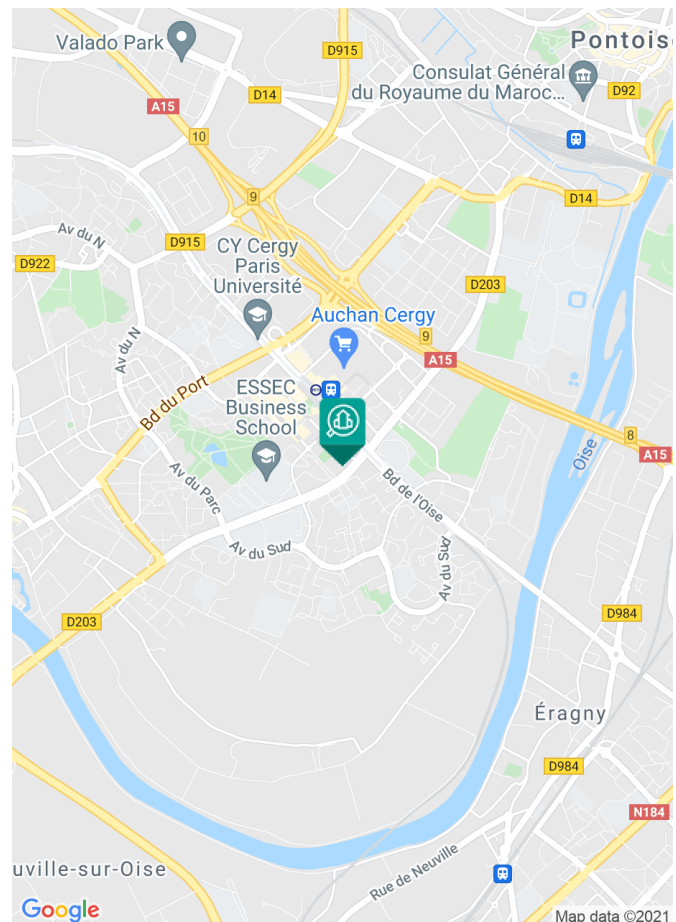 Valado Park
D915
Pontois
Consulat Général
du Royaume du Maroc...
D92
D14
A15
10
9
D14
Av du N
D915
D922
CY Cergy
Paris
Université
D203
Auchan Cergy
9
A15
Av du N
Bd du Port
ESSEC
Business
School
8
A15
Oise
Av du Parc
Bd de l'Oise
Av du Sud
Av du Sud
D203
D984
Éragny
D984
N184
uville-sur-Oise
Rue de Neuville
Google
Map data ©2021